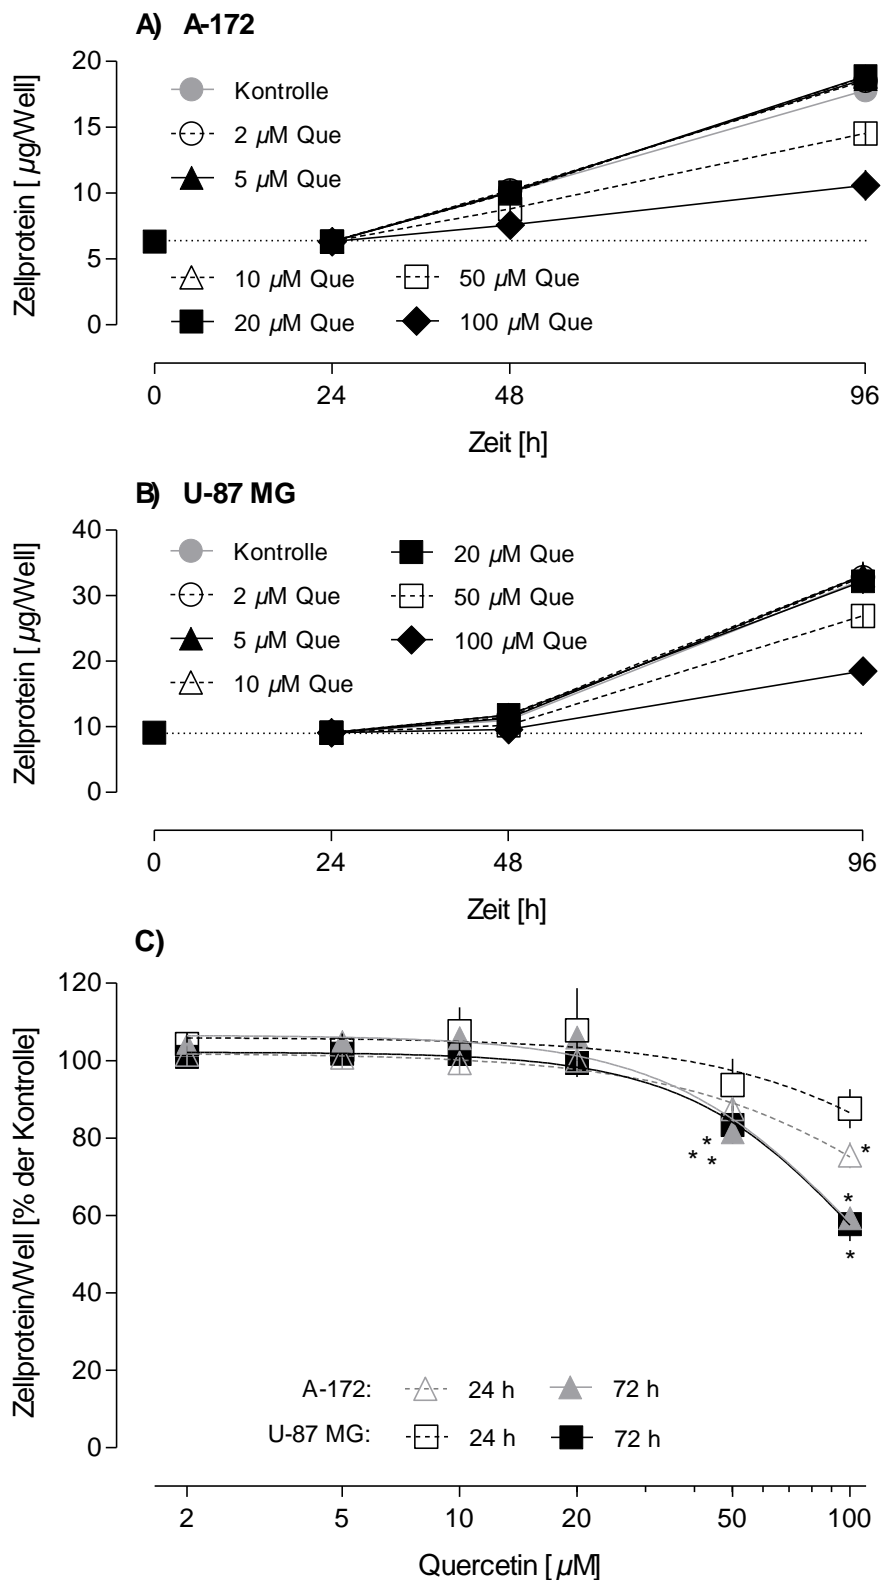 A) A-172
Zellprotein [µg/Well]
20
15
10
5
0
Kontrolle
2 µM Que
5 µM Que
10 µM Que
20 µM Que
50 µM Que
100 µM Que
0 24 48 96
Zeit [h]
B) U-87 MG
Zellprotein [µg/Well]
40
30
20
10
0
Kontrolle
2 µM Que
5 µM Que
10 µM Que
20 µM Que
50 µM Que
100 µM Que
0 24 48 96
Zeit [h]
C)
Zellprotein/Well [% der Kontrolle]
120
100
80
60
40
20
0
*
* *
*
*
*
A-172: 24 h 72 h
U-87 MG: 24 h 72 h
2 5 10 20 50 100
Quercetin [µM]